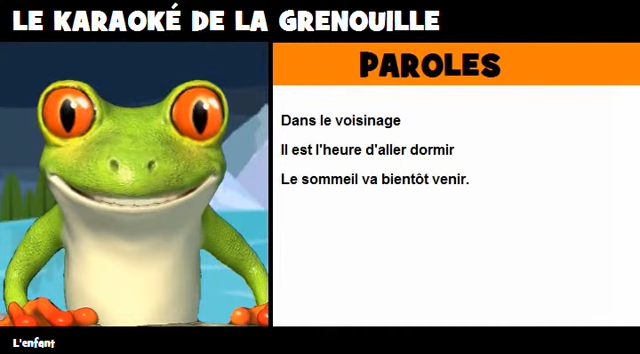 LE KARAOKÉ DE LA GRENOUILLE
PAROLES
Dans le voisinage
Il est l'heure d'aller dormir
Le sommeil va bientôt venir.
L'enfant